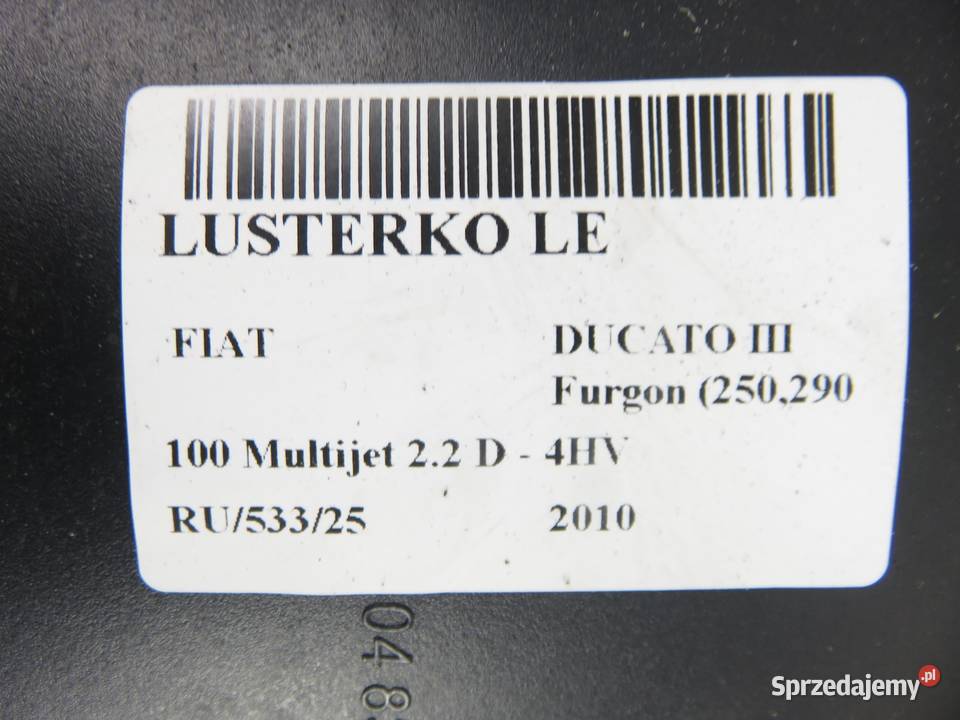 LUSTERKO LE
FIAT DUCATO III
Furgon (250,290
100 Multijet 2.2 D - 4HV
RU/533/25 2010
048
Sprzedajemy.pl